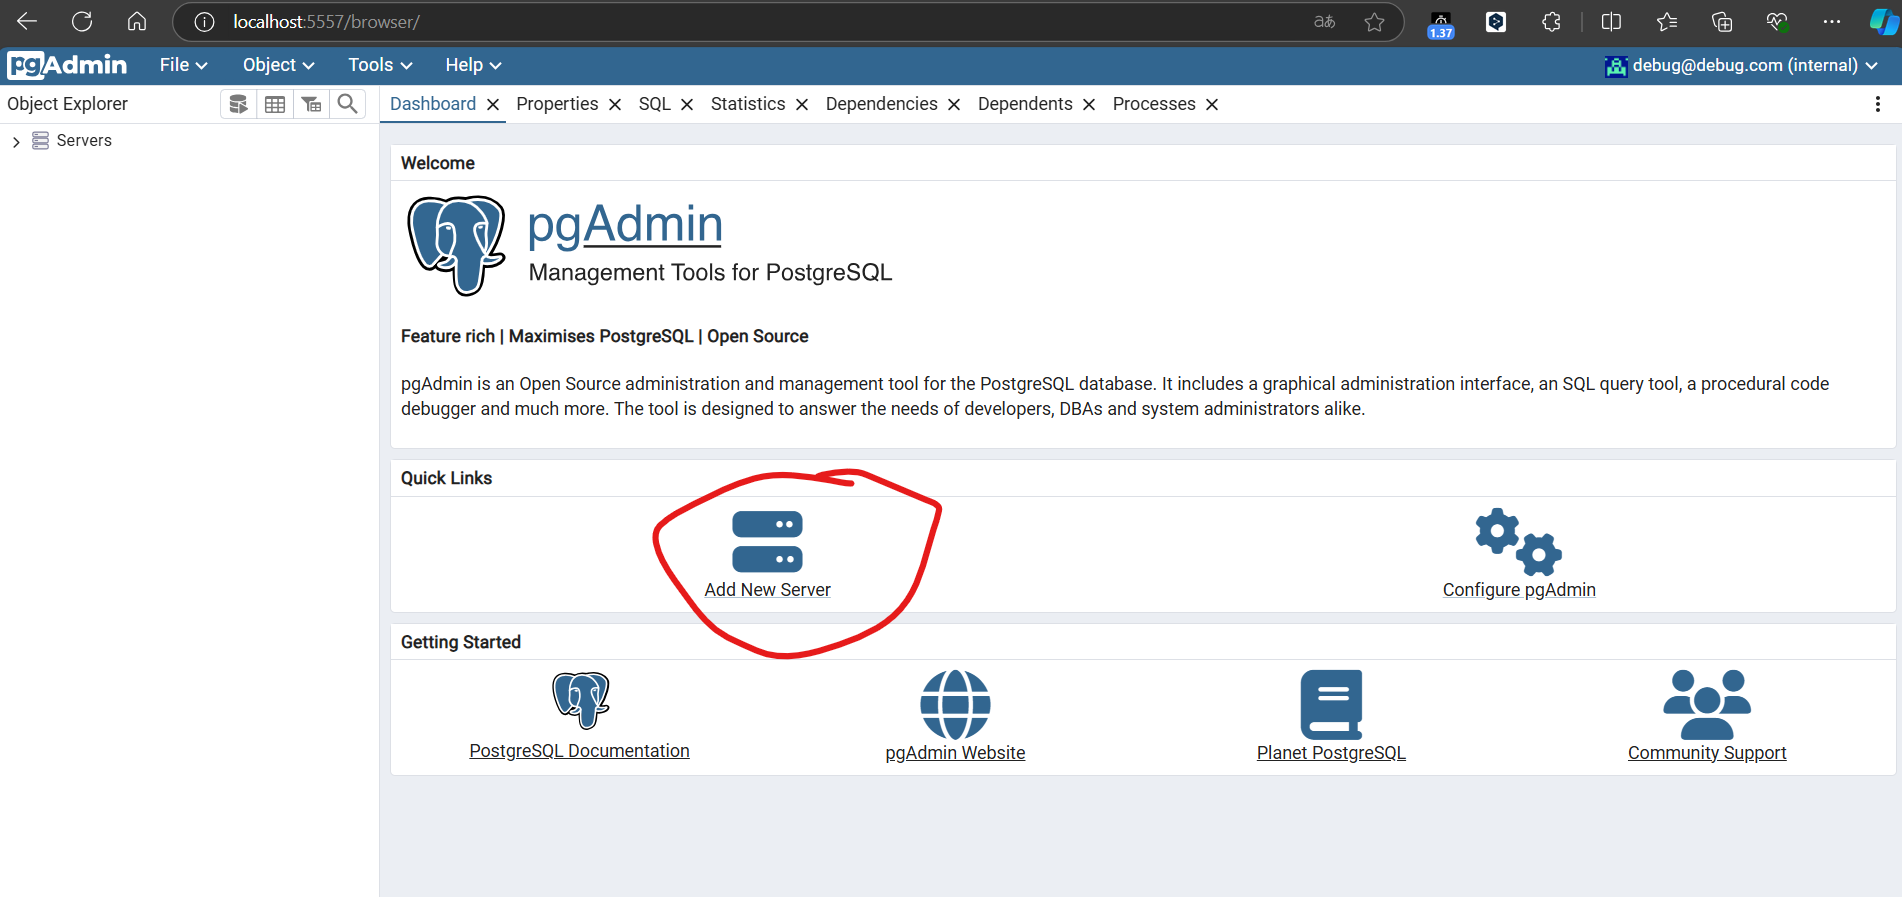 localhost:5557/browser/
aあ
1.37
pgAdmin File Object Tools Help debug@debug.com (internal)
Object Explorer Dashboard Properties SQL Statistics Dependencies Dependents Processes
Servers
Welcome
pgAdmin
Management Tools for PostgreSQL
Feature rich | Maximises PostgreSQL | Open Source
pgAdmin is an Open Source administration and management tool for the PostgreSQL database. It includes a graphical administration interface, an SQL query tool, a procedural code
debugger and much more. The tool is designed to answer the needs of developers, DBAs and system administrators alike.
Quick Links
Add New Server Configure pgAdmin
Getting Started
PostgreSQL Documentation pgAdmin Website Planet PostgreSQL Community Support